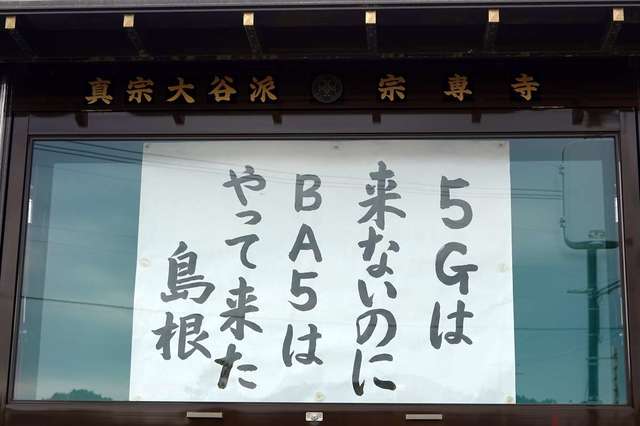 真宗大谷派 宗専寺
5Gは
来ないのに
BA5は
やって来た
島根